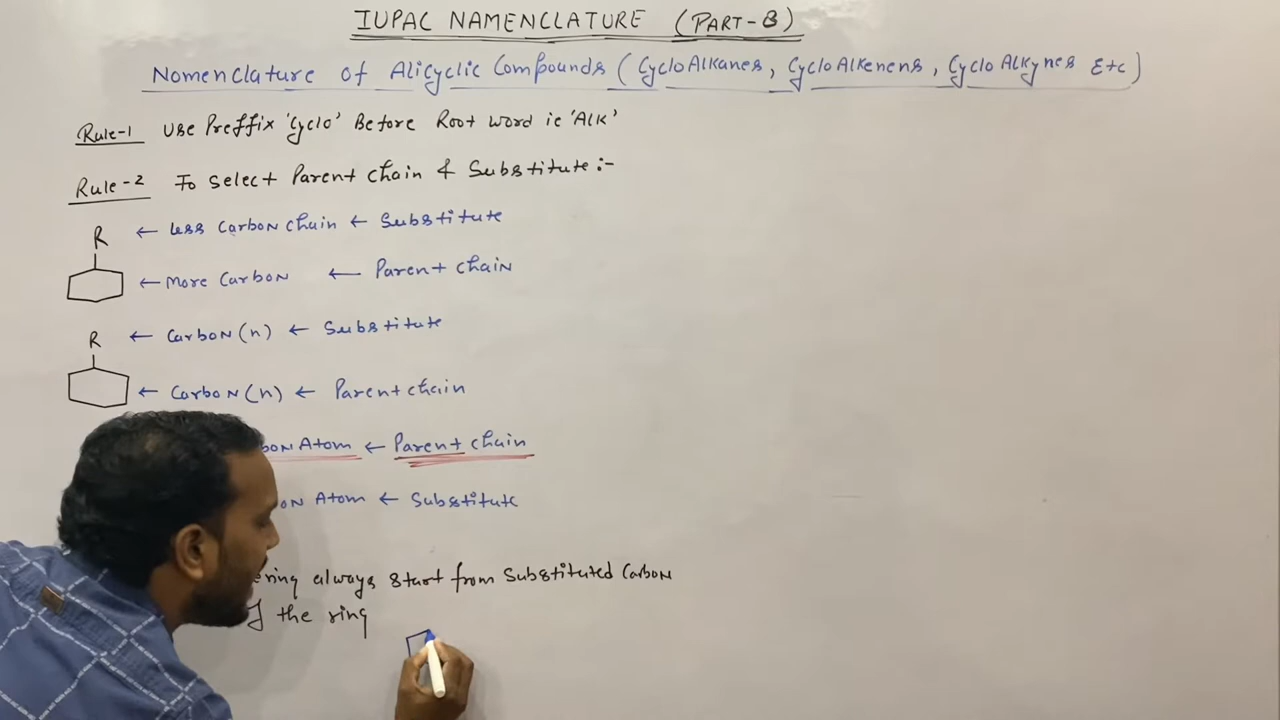 IUPAC NAMENCLATURE (PART-B)
Nomenclature of Alicyclic Compounds (CycloAlkanes, CycloAlkenens, CycloAlkynes Etc)
Rule-1 Use Preffix 'Cyclo' Before Root word ie 'Alk'
Rule-2 To Select Parent chain & Substitute:-
R ← Less Carbon chain ← Substitute
← More Carbon ← Parent chain
R ← Carbon(n) ← Substitute
← Carbon(n) ← Parent chain
Atom ← Parent chain
Atom ← Substitute
always start from Substituted Carbon
the ring